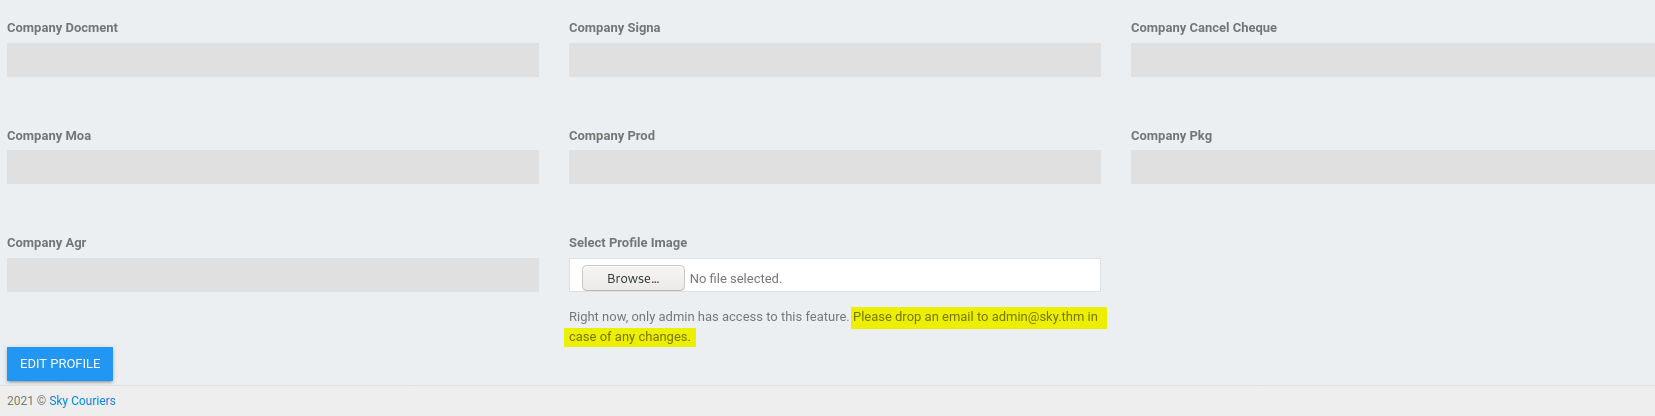 Company Docment
Company Signa
Company Cancel Cheque
Company Moa
Company Prod
Company Pkg
Company Agr
Select Profile Image
Browse... No file selected.
Right now, only admin has access to this feature. Please drop an email to admin@sky.thm in
case of any changes.
EDIT PROFILE
2021 © Sky Couriers